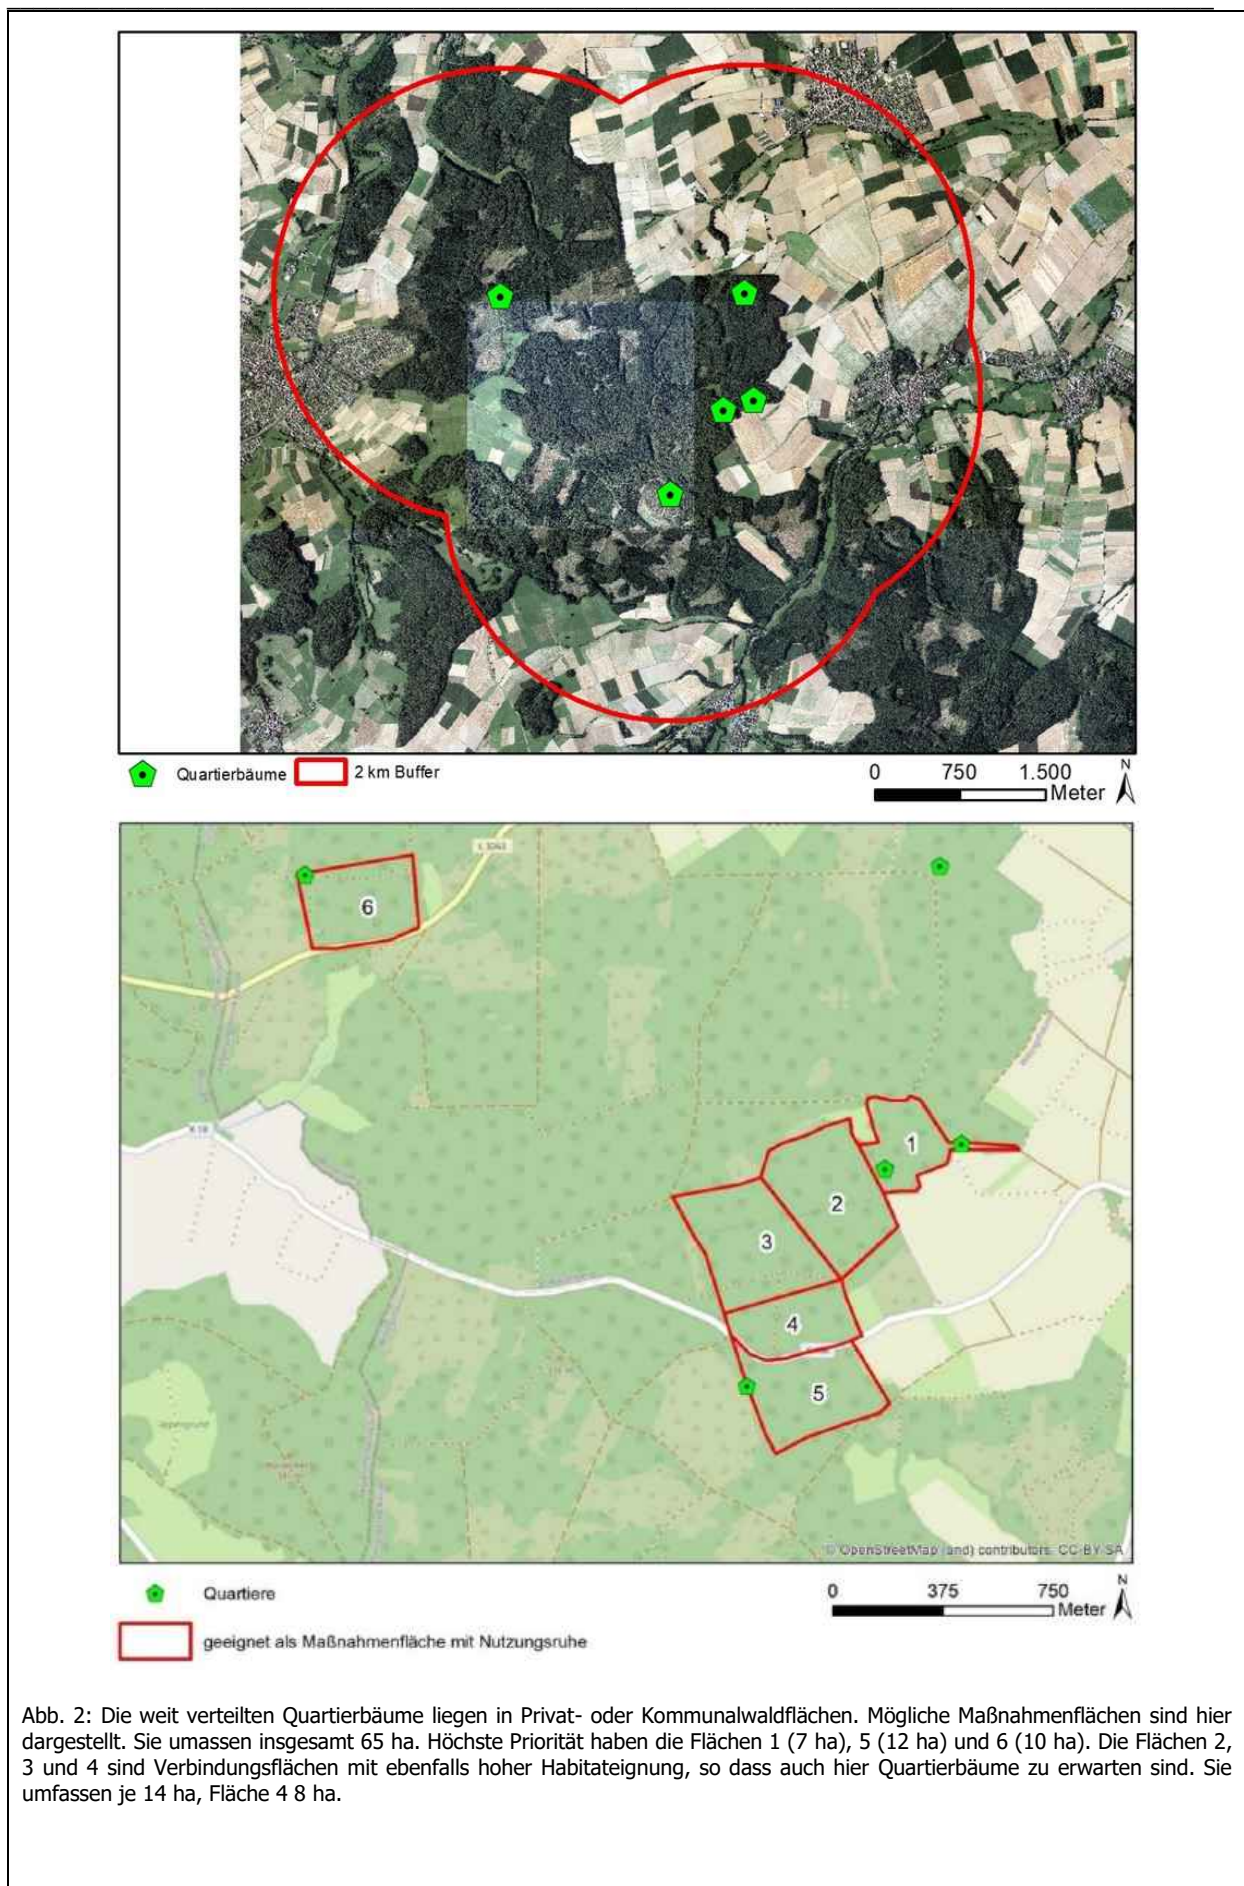 Quartierbäume
2 km Buffer
0 750 1.500
Meter
N
L 3043
6
K 18
1
2
3
4
5
© OpenStreetMap (and) contributors, CC-BY-SA
Quartiere
0 375 750
Meter
N
geeignet als Maßnahmenfläche mit Nutzungsruhe
Abb. 2: Die weit verteilten Quartierbäume liegen in Privat- oder Kommunalwaldflächen. Mögliche Maßnahmenflächen sind hier
dargestellt. Sie umassen insgesamt 65 ha. Höchste Priorität haben die Flächen 1 (7 ha), 5 (12 ha) und 6 (10 ha). Die Flächen 2,
3 und 4 sind Verbindungsflächen mit ebenfalls hoher Habitateignung, so dass auch hier Quartierbäume zu erwarten sind. Sie
umfassen je 14 ha, Fläche 4 8 ha.